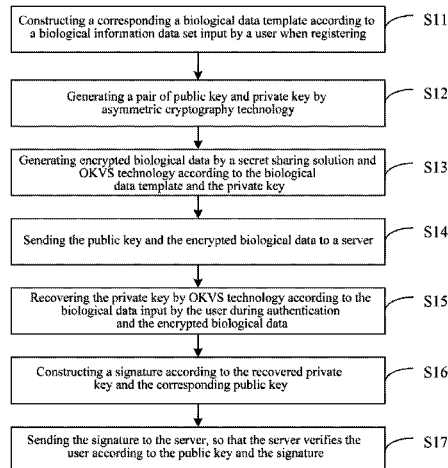 Constructing a corresponding a biological data template according to
a biological information data set input by a user when registering
S11
Generating a pair of public key and private key by
asymmetric cryptography technology
S12
Generating encrypted biological data by a secret sharing solution and
OKVS technology according to the biological
data template and the private key
S13
Sending the public key and the encrypted biological data to a server
S14
Recovering the private key by OKVS technology according to the
biological data input by the user during authentication
and the encrypted biological data
S15
Constructing a signature according to the recovered private
key and the corresponding public key
S16
Sending the signature to the server, so that the server verifies the
user according to the public key and the signature
S17